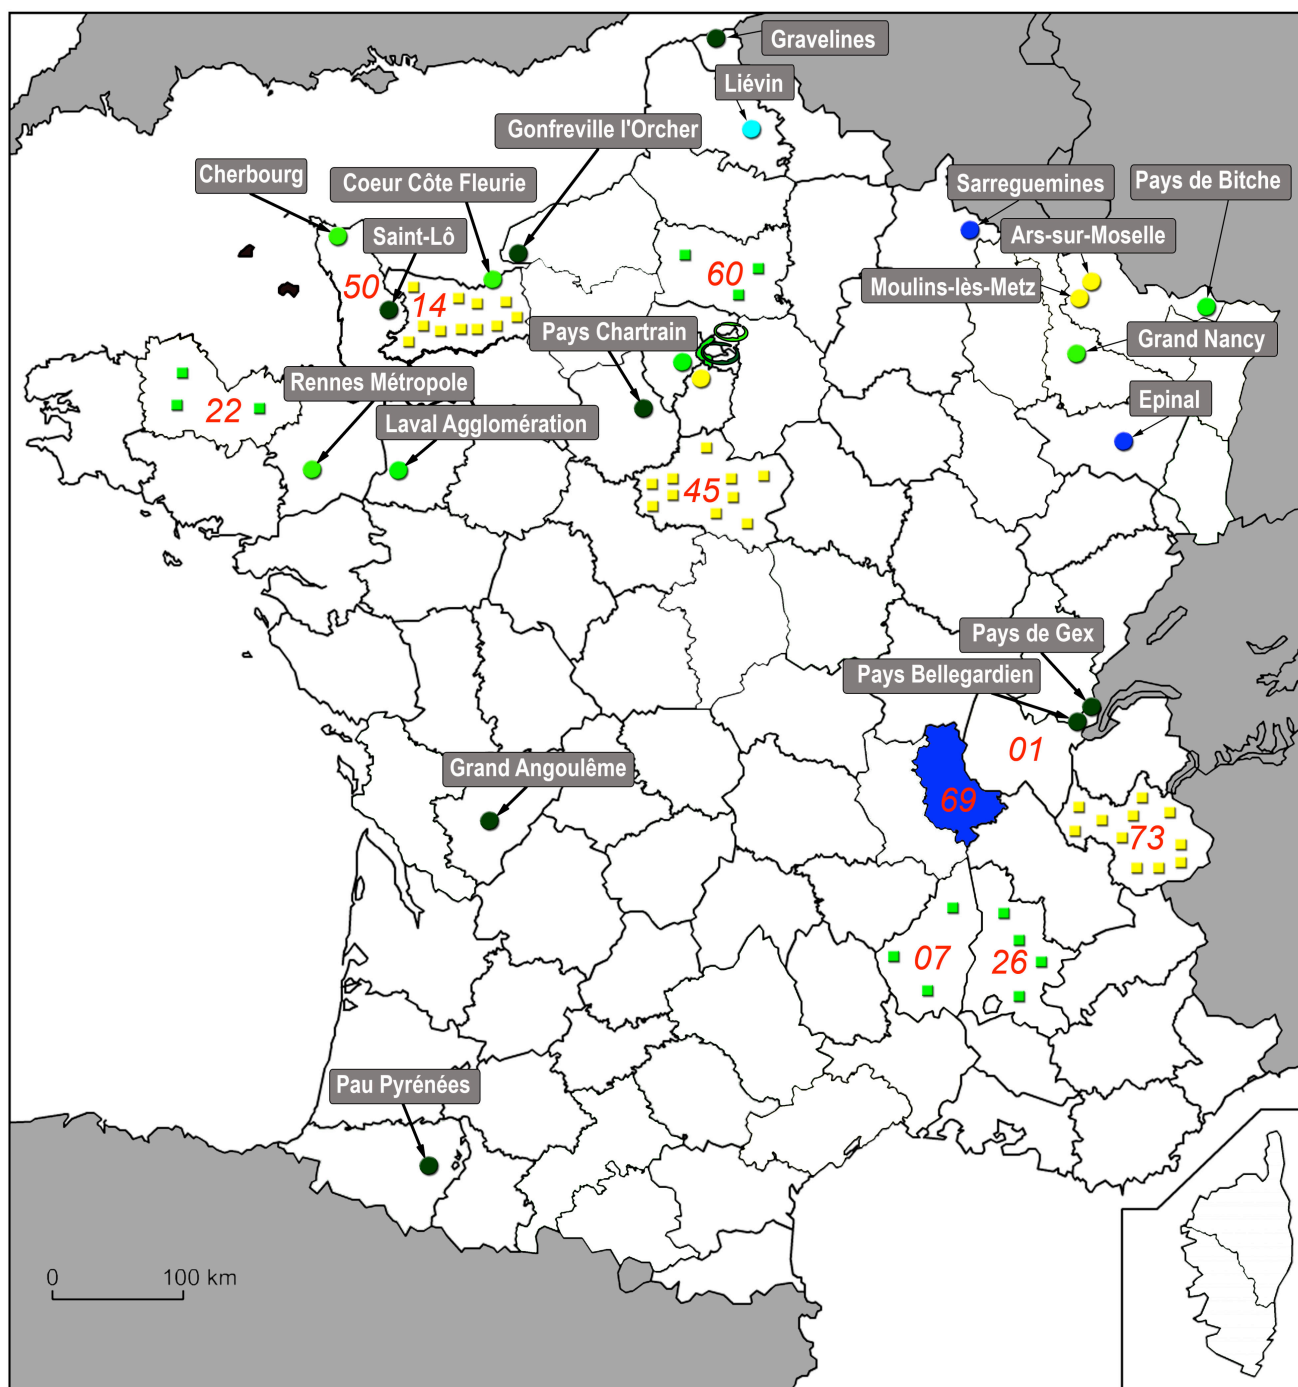 Gravelines
Liévin
Gonfreville l'Orcher
Cherbourg
Coeur Côte Fleurie
Sarreguemines
Pays de Bitche
Saint-Lô
Ars-sur-Moselle
50
14
60
Moulins-lès-Metz
Pays Chartrain
Grand Nancy
Rennes Métropole
22
Laval Agglomération
Epinal
45
Pays de Gex
Pays Bellegardien
01
Grand Angoulême
69
73
07
26
Pau Pyrénées
0 100 km